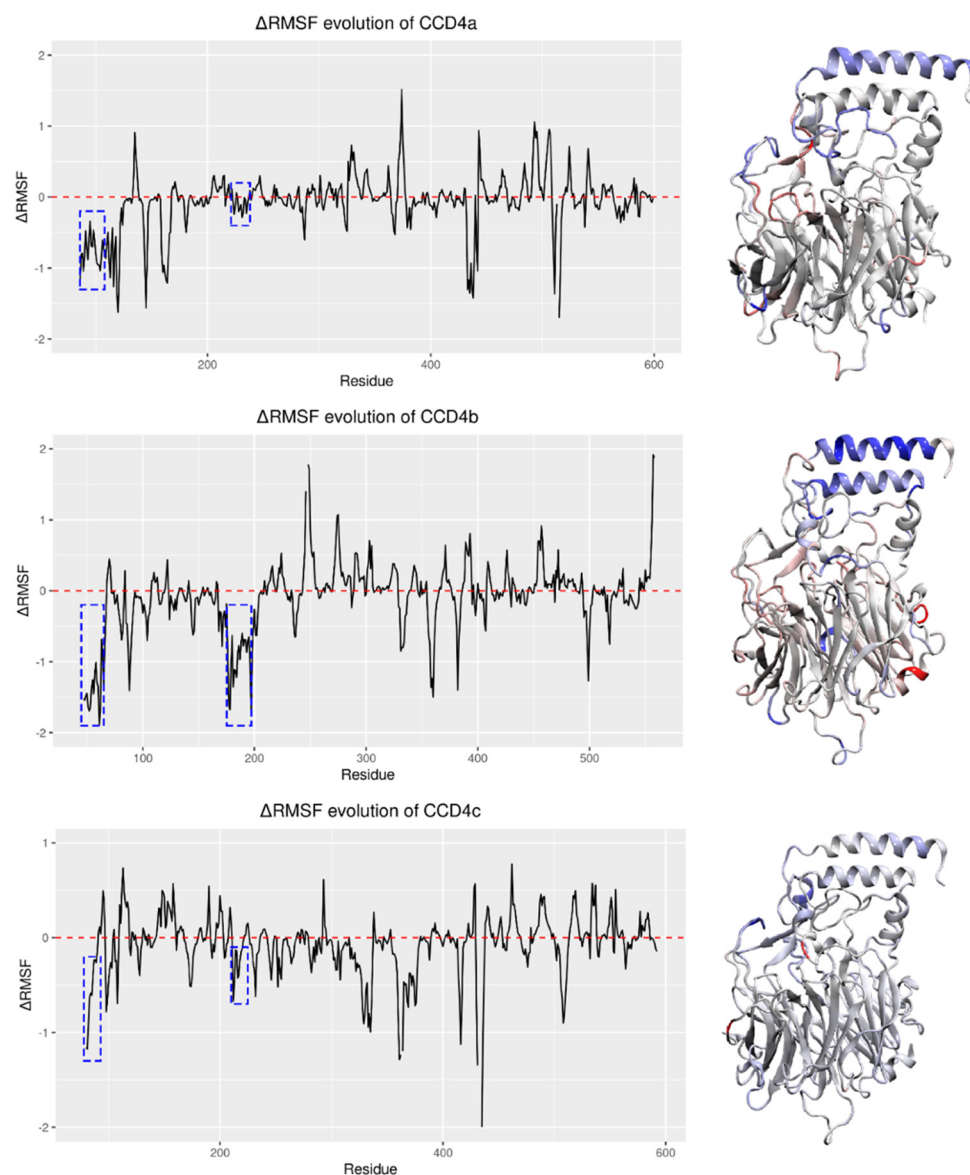 ΔRMSF evolution of CCD4a
2
1
0
-1
-2
ΔRMSF
200
400
600
Residue
ΔRMSF evolution of CCD4b
2
1
0
-1
-2
ΔRMSF
100
200
300
400
500
Residue
ΔRMSF evolution of CCD4c
1
0
-1
-2
ΔRMSF
200
400
600
Residue